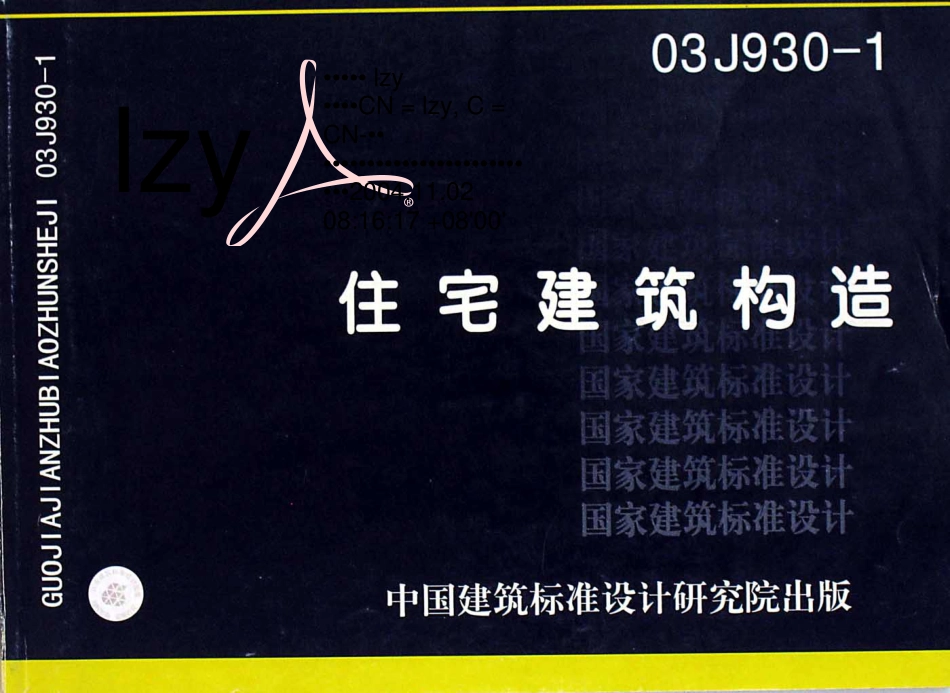 03J930-1
GUOJIAJIANZHUBIAOZHUNSHEJI 03J930-1
lzy
lzy
CN = lzy, C =
CN
2004.11.02
08:16:17 +08'00'
®
住宅建筑构造
国家建筑标准设计
国家建筑标准设计
国家建筑标准设计
国家建筑标准设计
国家建筑标准设计
中国建筑标准设计研究院出版